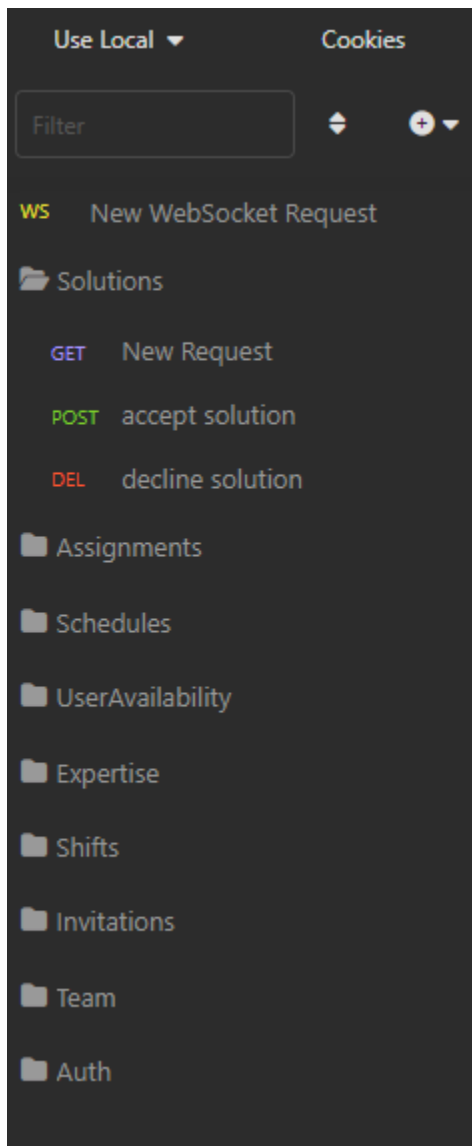 Use Local Cookies
Filter
WS New WebSocket Request
Solutions
GET New Request
POST accept solution
DEL decline solution
Assignments
Schedules
UserAvailability
Expertise
Shifts
Invitations
Team
Auth